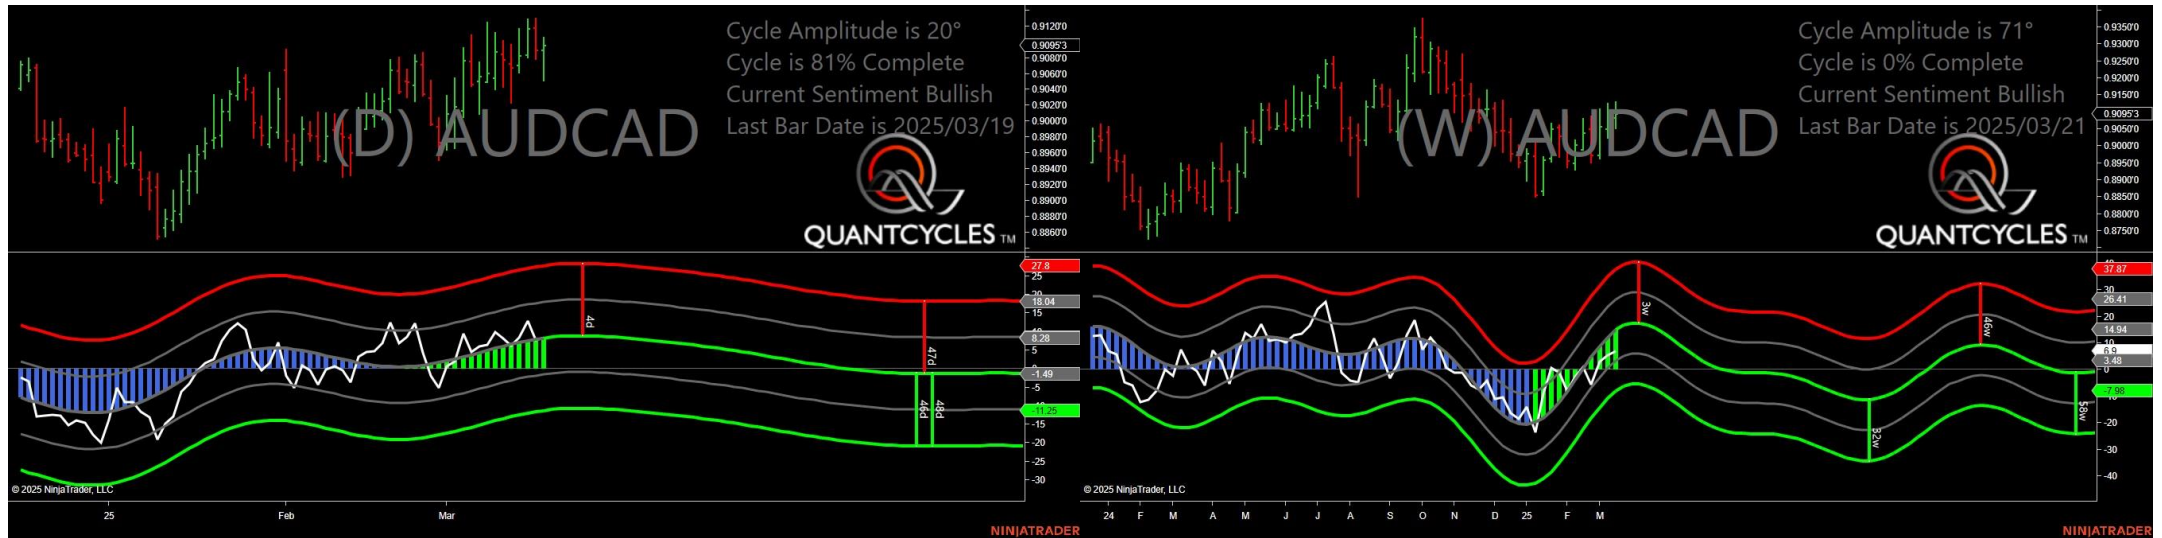 Cycle Amplitude is 20°
Cycle is 81% Complete
Current Sentiment Bullish
Last Bar Date is 2025/03/19
(D) AUDCAD
QUANTCYCLES TM
0.9120'0
0.9095'3
0.9080'0
0.9060'0
0.9040'0
0.9020'0
0.9000'0
0.8980'0
0.8960'0
0.8940'0
0.8920'0
0.8900'0
0.8880'0
0.8860'0
27.8
25
18.04
15
8.28
5
-1.49
-5
-11.25
-15
-20
-25
-30
4d
47d
46d
48d
© 2025 NinjaTrader, LLC
25
Feb
Mar
NINJATRADER
Cycle Amplitude is 71°
Cycle is 0% Complete
Current Sentiment Bullish
Last Bar Date is 2025/03/21
(W) AUDCAD
QUANTCYCLES TM
0.9350'0
0.9300'0
0.9250'0
0.9200'0
0.9150'0
0.9095'3
0.9050'0
0.9000'0
0.8950'0
0.8900'0
0.8850'0
0.8800'0
0.8750'0
37.87
30
26.41
20
14.94
6.9
3.48
0
-7.98
-20
-30
-40
3w
46w
32w
58w
© 2025 NinjaTrader, LLC
24 F M A M J J A S O N D 25 F M
NINJATRADER